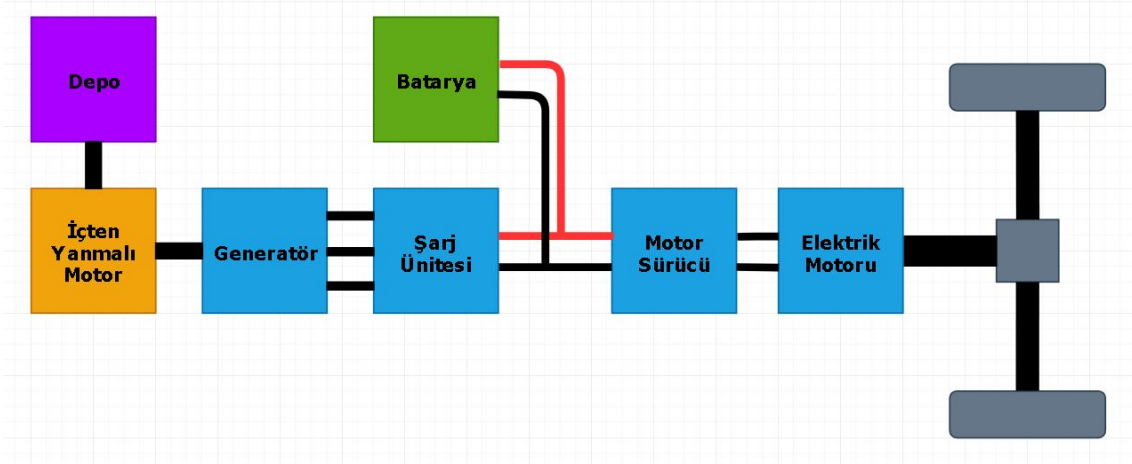 Depo
Batarya
İçten
Yanmalı
Motor
Generatör
Şarj
Ünitesi
Motor
Sürücü
Elektrik
Motoru